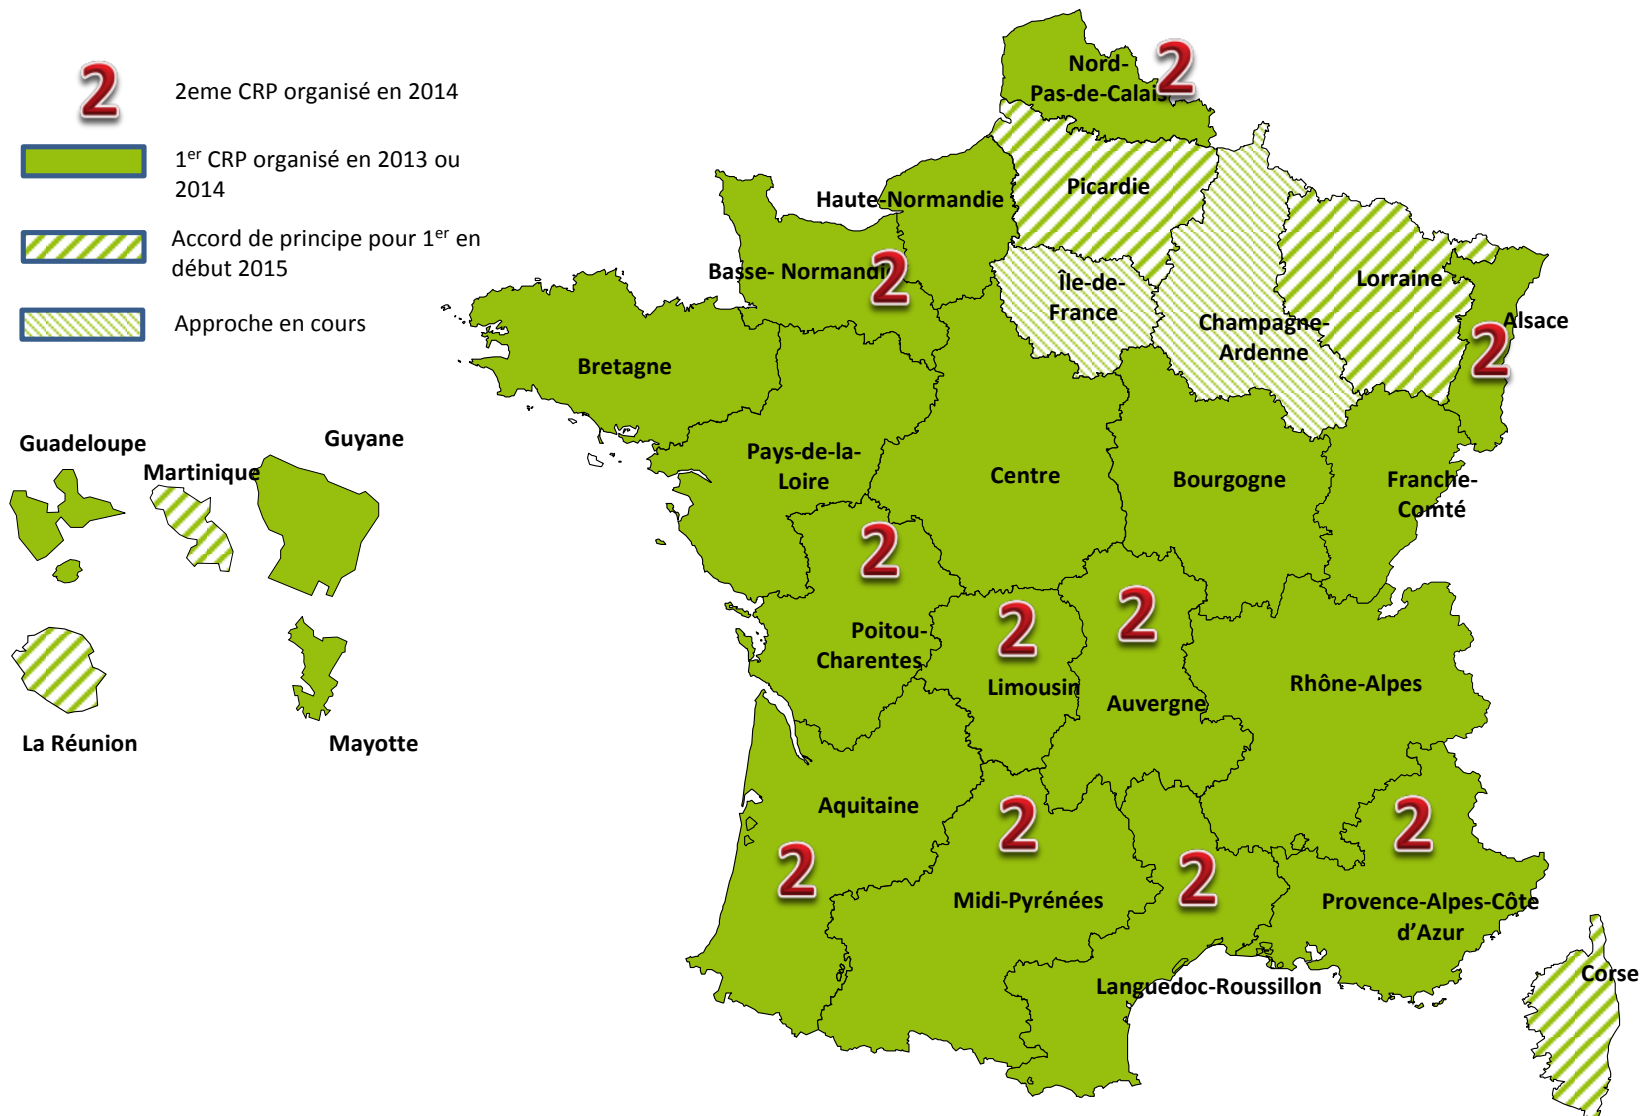 2
2eme CRP organisé en 2014
1er CRP organisé en 2013 ou
2014
Accord de principe pour 1er en
début 2015
Approche en cours
Guadeloupe
Martinique
Guyane
La Réunion
Mayotte
Nord-
Pas-de-Calais
2
Picardie
Haute-Normandie
Basse- Normandie
2
Île-de-
France
Champagne-
Ardenne
Lorraine
Alsace
2
Bretagne
Pays-de-la-
Loire
Centre
Bourgogne
Franche-
Comté
2
Poitou-
Charentes
2
Limousin
2
Auvergne
Rhône-Alpes
Aquitaine
2
2
Midi-Pyrénées
2
Languedoc-Roussillon
2
Provence-Alpes-Côte
d’Azur
Corse